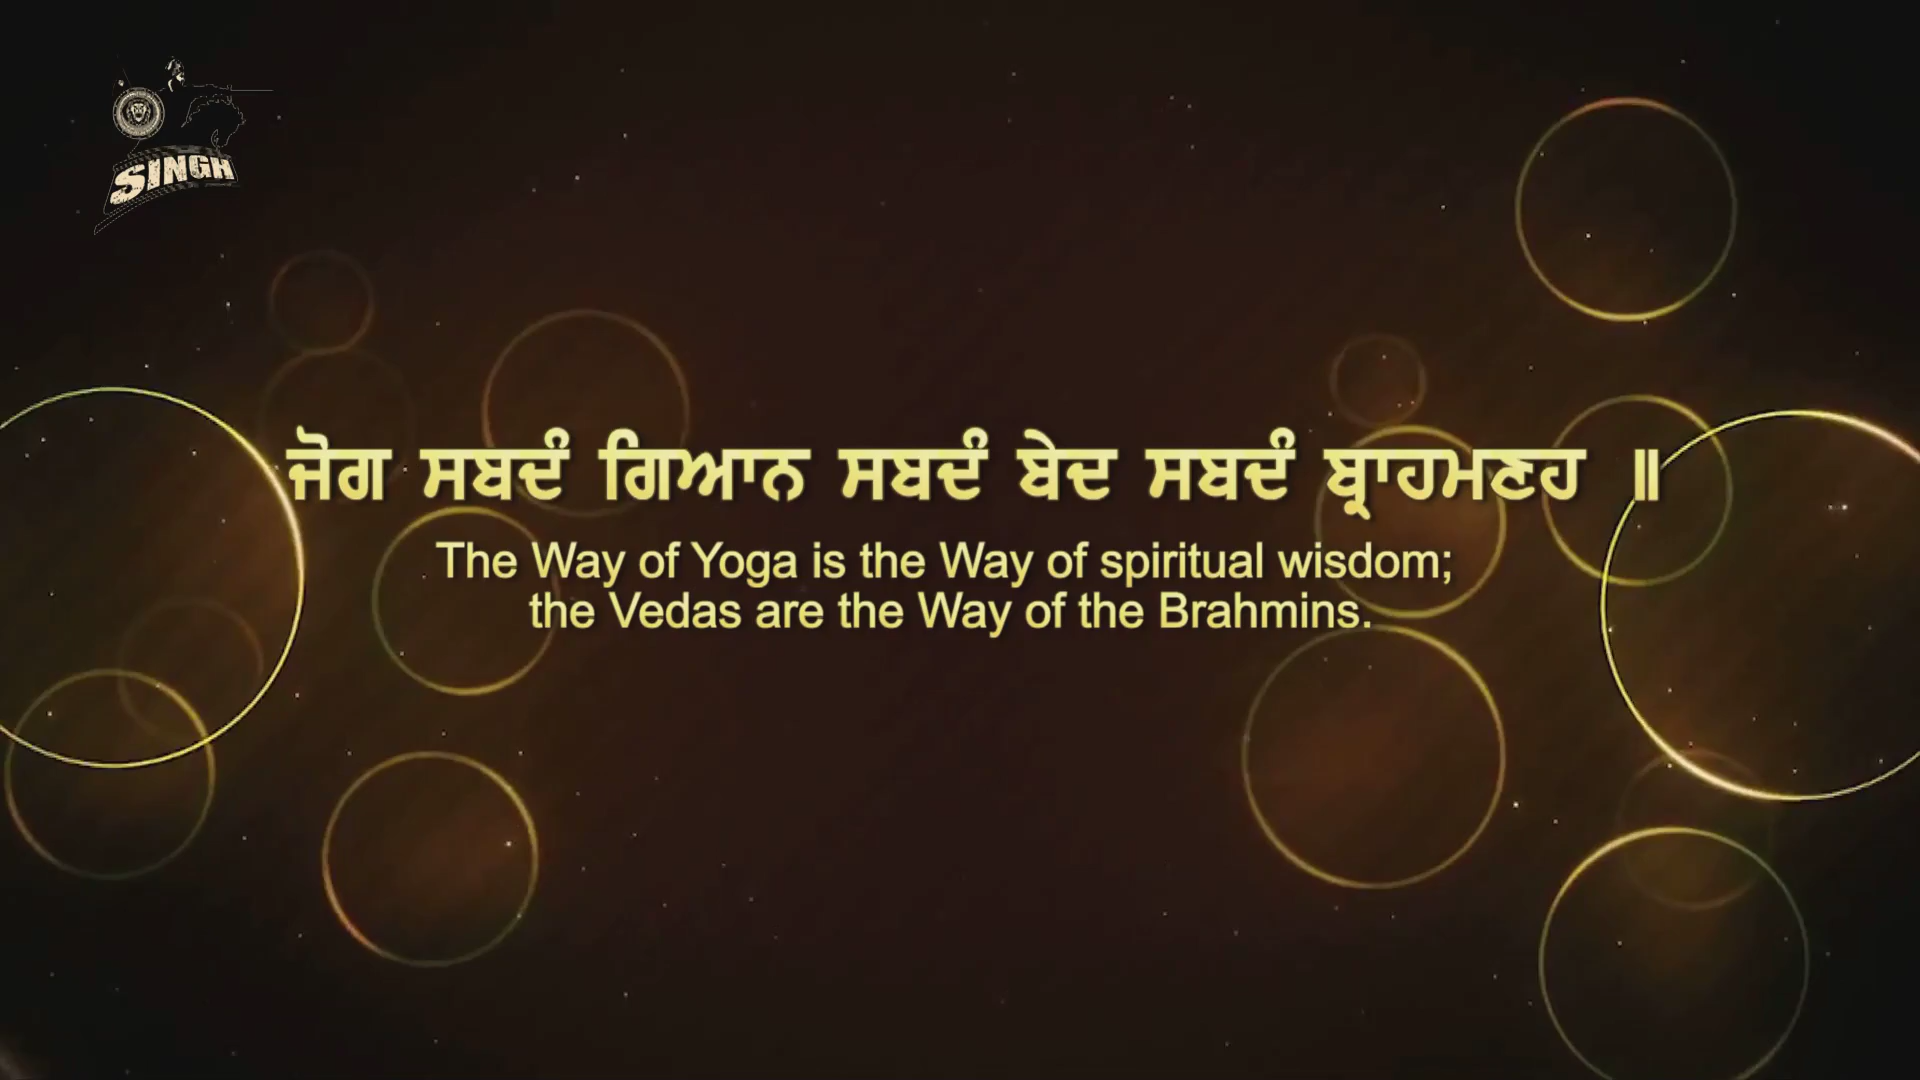 SINGH
ਜੋਗ ਸਬਦੰ ਗਿਆਨ ਸਬਦੰ ਬੇਦ ਸਬਦੰ ਬ੍ਰਾਹਮਣਹ ॥
The Way of Yoga is the Way of spiritual wisdom;
the Vedas are the Way of the Brahmins.